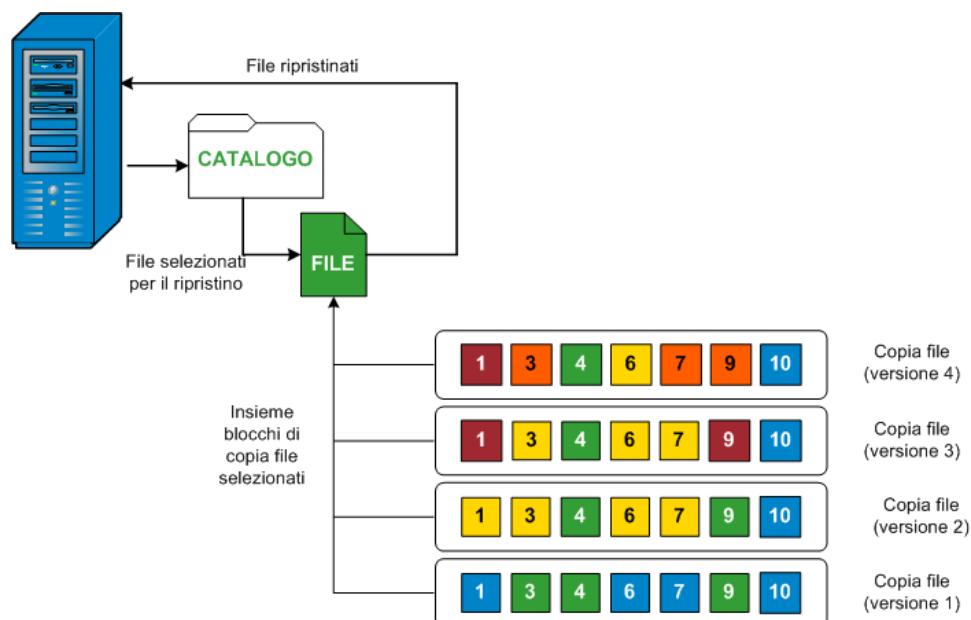 File ripristinati
CATALOGO
File selezionati
per il ripristino
FILE
Insieme
blocchi di
copia file
selezionati
1 3 4 6 7 9 10
Copia file
(versione 4)
1 3 4 6 7 9 10
Copia file
(versione 3)
1 3 4 6 7 9 10
Copia file
(versione 2)
1 3 4 6 7 9 10
Copia file
(versione 1)